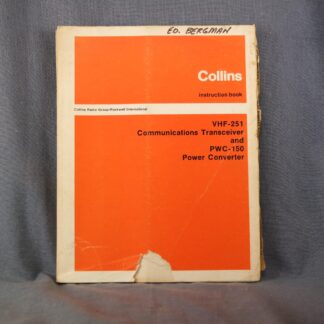 ED. BERGMAN
Collins
instruction book
Collins Radio Group/Rockwell International
VHF-251
Communications Transceiver
and
PWC-150
Power Converter